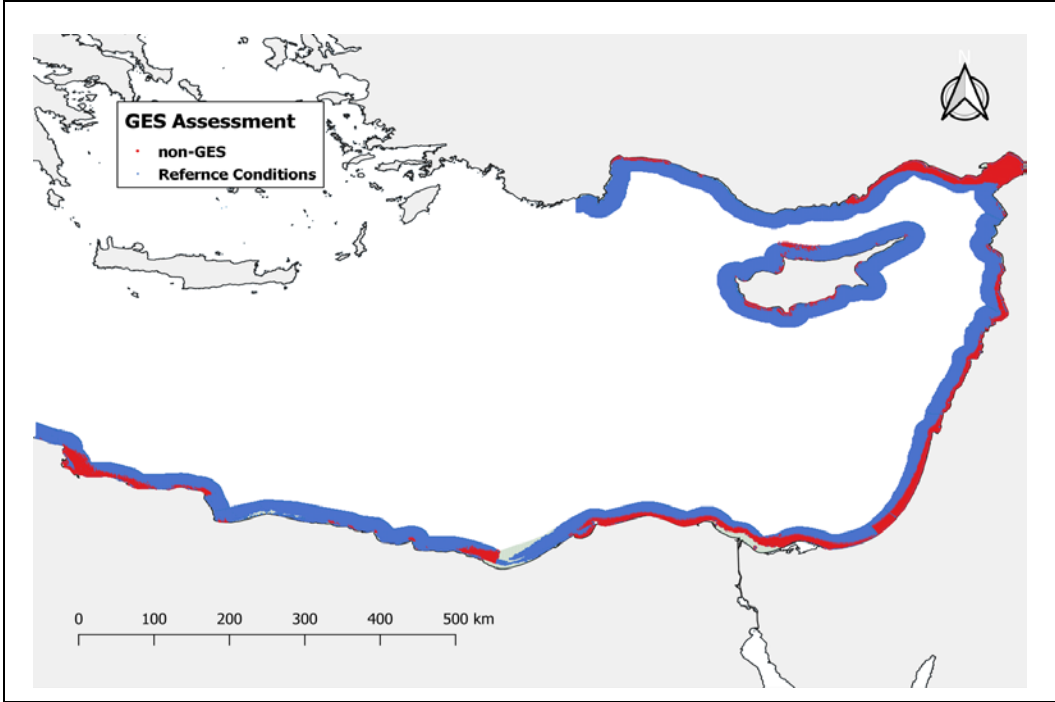 N
GES Assessment
non-GES
Refernce Conditions
0 100 200 300 400 500 km